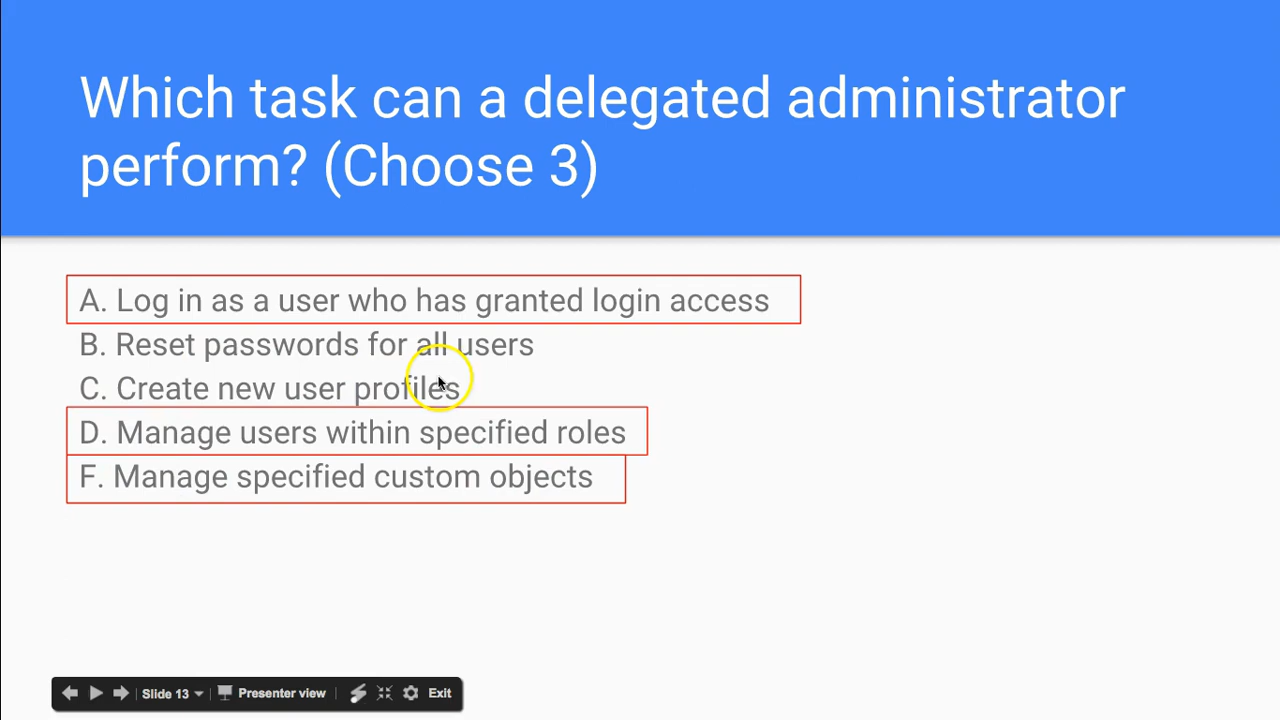 Which task can a delegated administrator
perform? (Choose 3)
A. Log in as a user who has granted login access
B. Reset passwords for all users
C. Create new user profiles
D. Manage users within specified roles
F. Manage specified custom objects
Slide 13
Presenter view
Exit